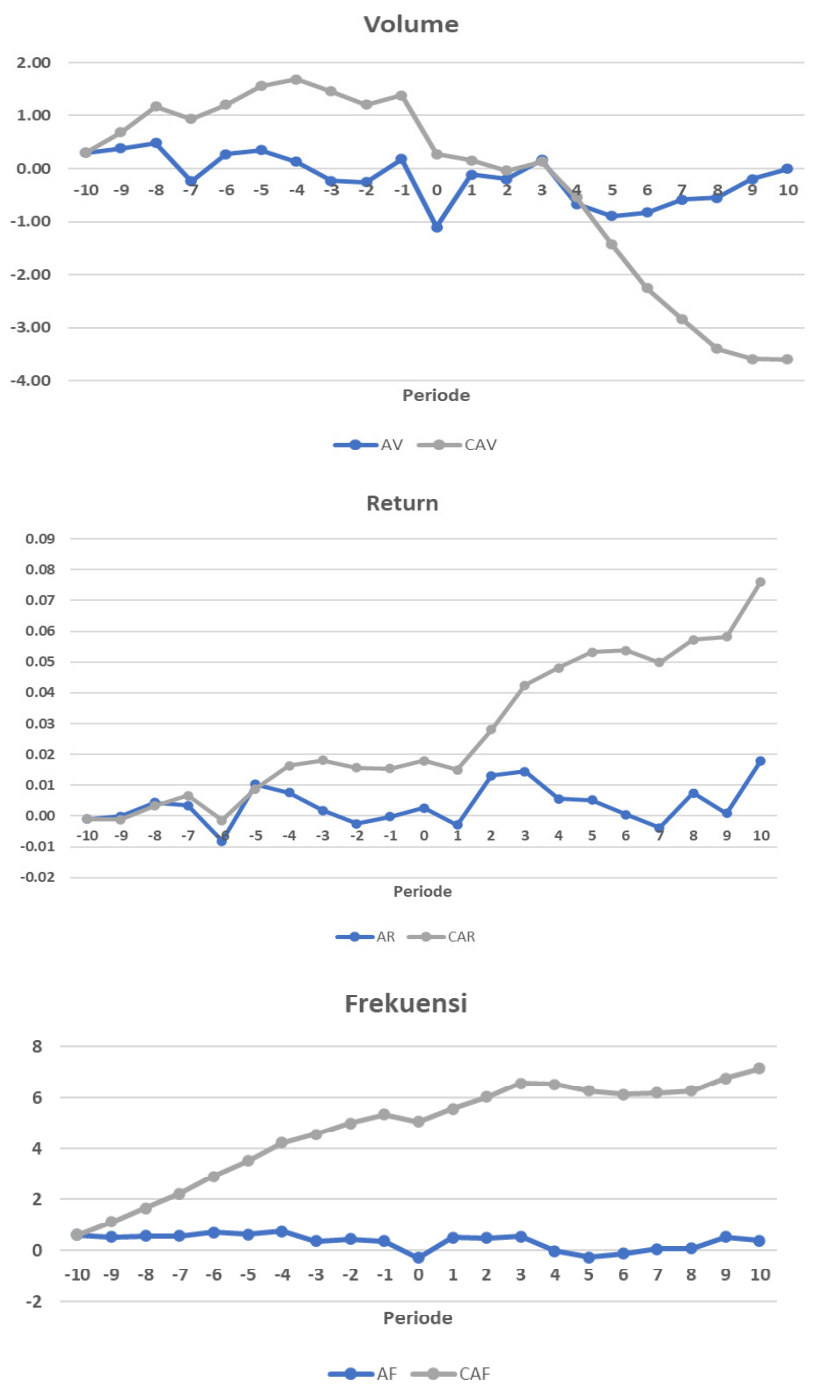 Volume
2.00
1.00
0.00
-10 -9 -8 -7 -6 -5 -4 -3 -2 -1 0 1 2 3 4 5 6 7 8 9 10
-1.00
-2.00
-3.00
-4.00
Periode
AV CAV
Return
0.09
0.08
0.07
0.06
0.05
0.04
0.03
0.02
0.01
0.00
-10 -9 -8 -7 -6 -5 -4 -3 -2 -1 0 1 2 3 4 5 6 7 8 9 10
-0.01
-0.02
Periode
AR CAR
Frekuensi
8
6
4
2
0
-10 -9 -8 -7 -6 -5 -4 -3 -2 -1 0 1 2 3 4 5 6 7 8 9 10
-2
Periode
AF CAF